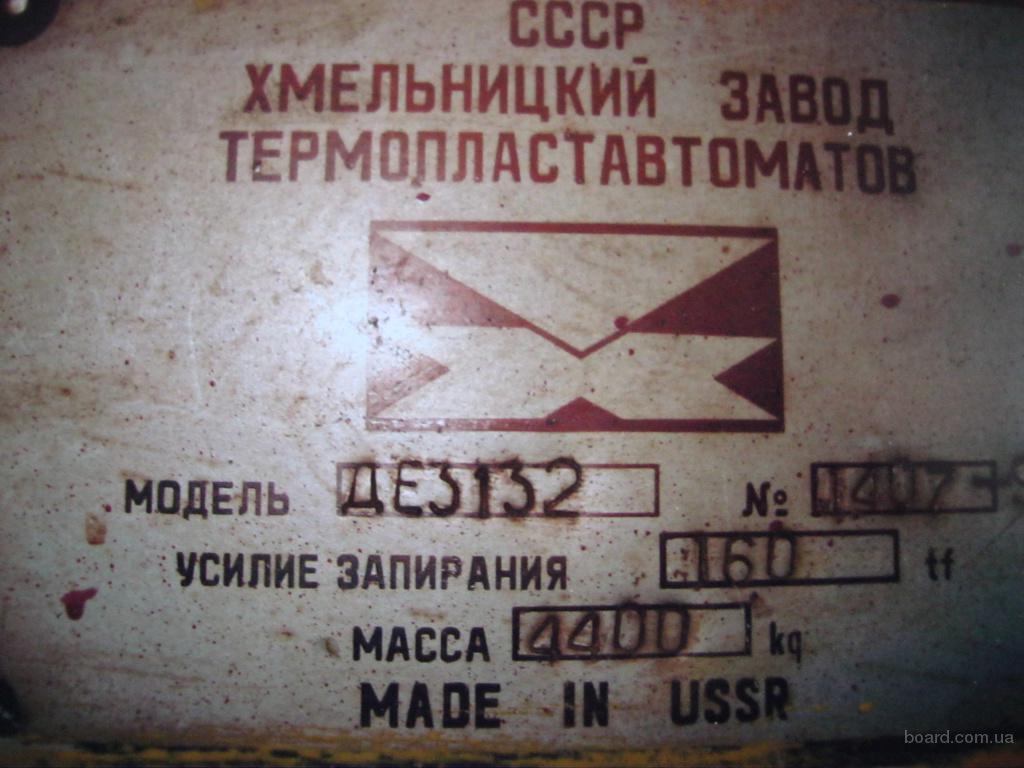 СССР
ХМЕЛЬНИЦКИЙ ЗАВОД
ТЕРМОПЛАСТАВТОМАТОВ
МОДЕЛЬ ДЕ3132 №
УСИЛИЕ ЗАПИРАНИЯ 160 tf
МАССА 4400 kg
MADE IN USSR
board.com.ua